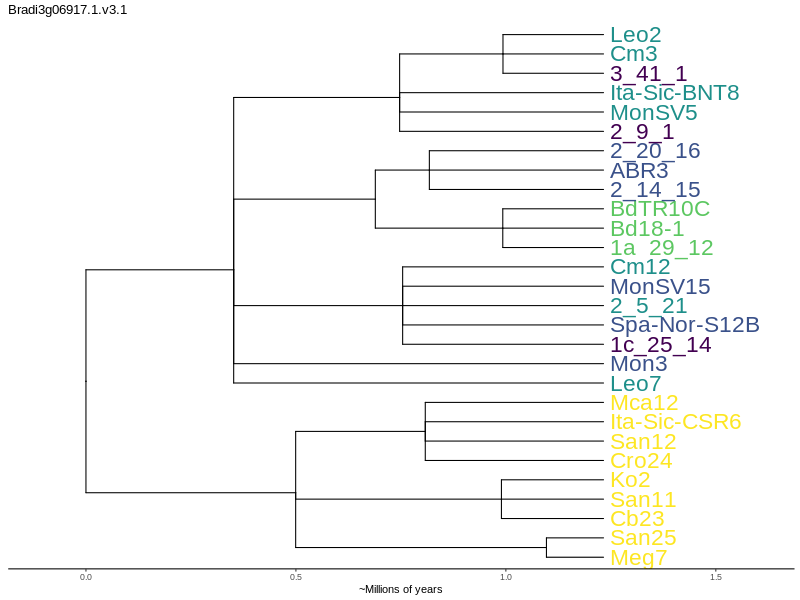 Bradi3g06917.1.v3.1
Leo2
Cm3
3_41_1
Ita-Sic-BNT8
MonSV5
2_9_1
2_20_16
ABR3
2_14_15
BdTR10C
Bd18-1
1a_29_12
Cm12
MonSV15
2_5_21
Spa-Nor-S12B
1c_25_14
Mon3
Leo7
Mca12
Ita-Sic-CSR6
San12
Cro24
Ko2
San11
Cb23
San25
Meg7
0.0 0.5 1.0 1.5
~Millions of years